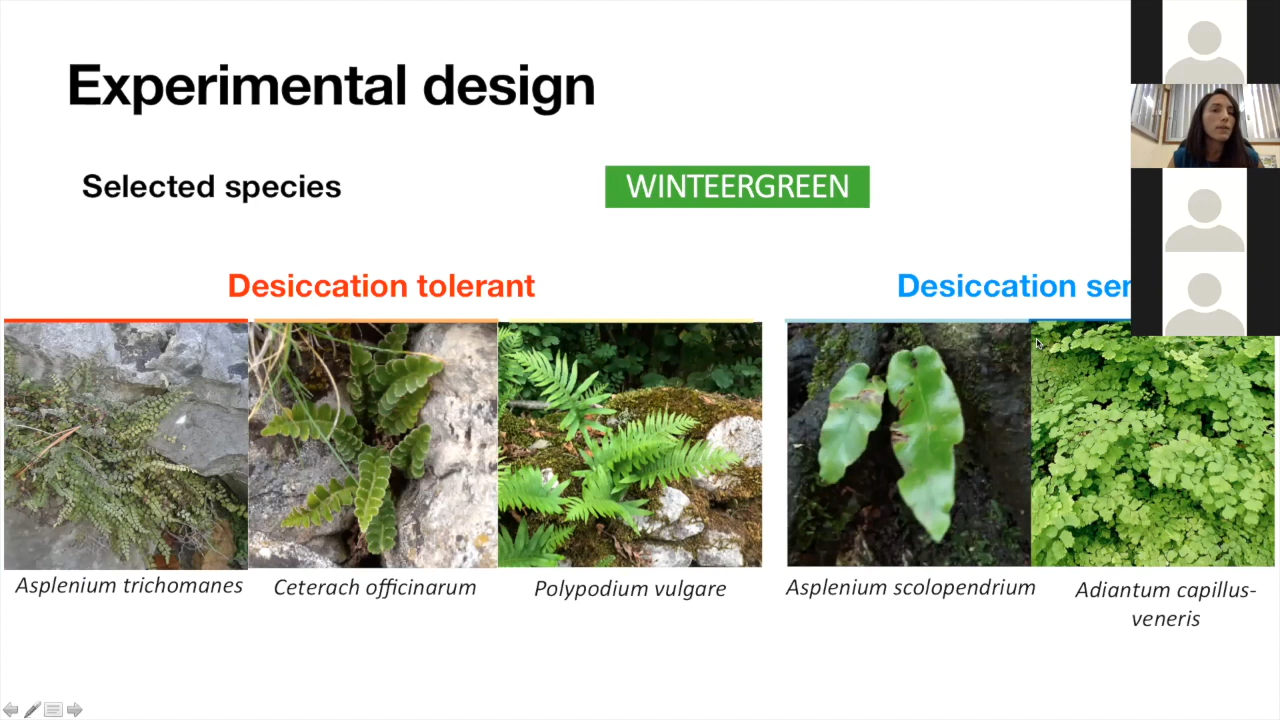 Experimental design
Selected species
WINTEERGREEN
Desiccation tolerant
Desiccation
Asplenium trichomanes
Ceterach officinarum
Polypodium vulgare
Asplenium scolopendrium
Adiantum capillus-
veneris